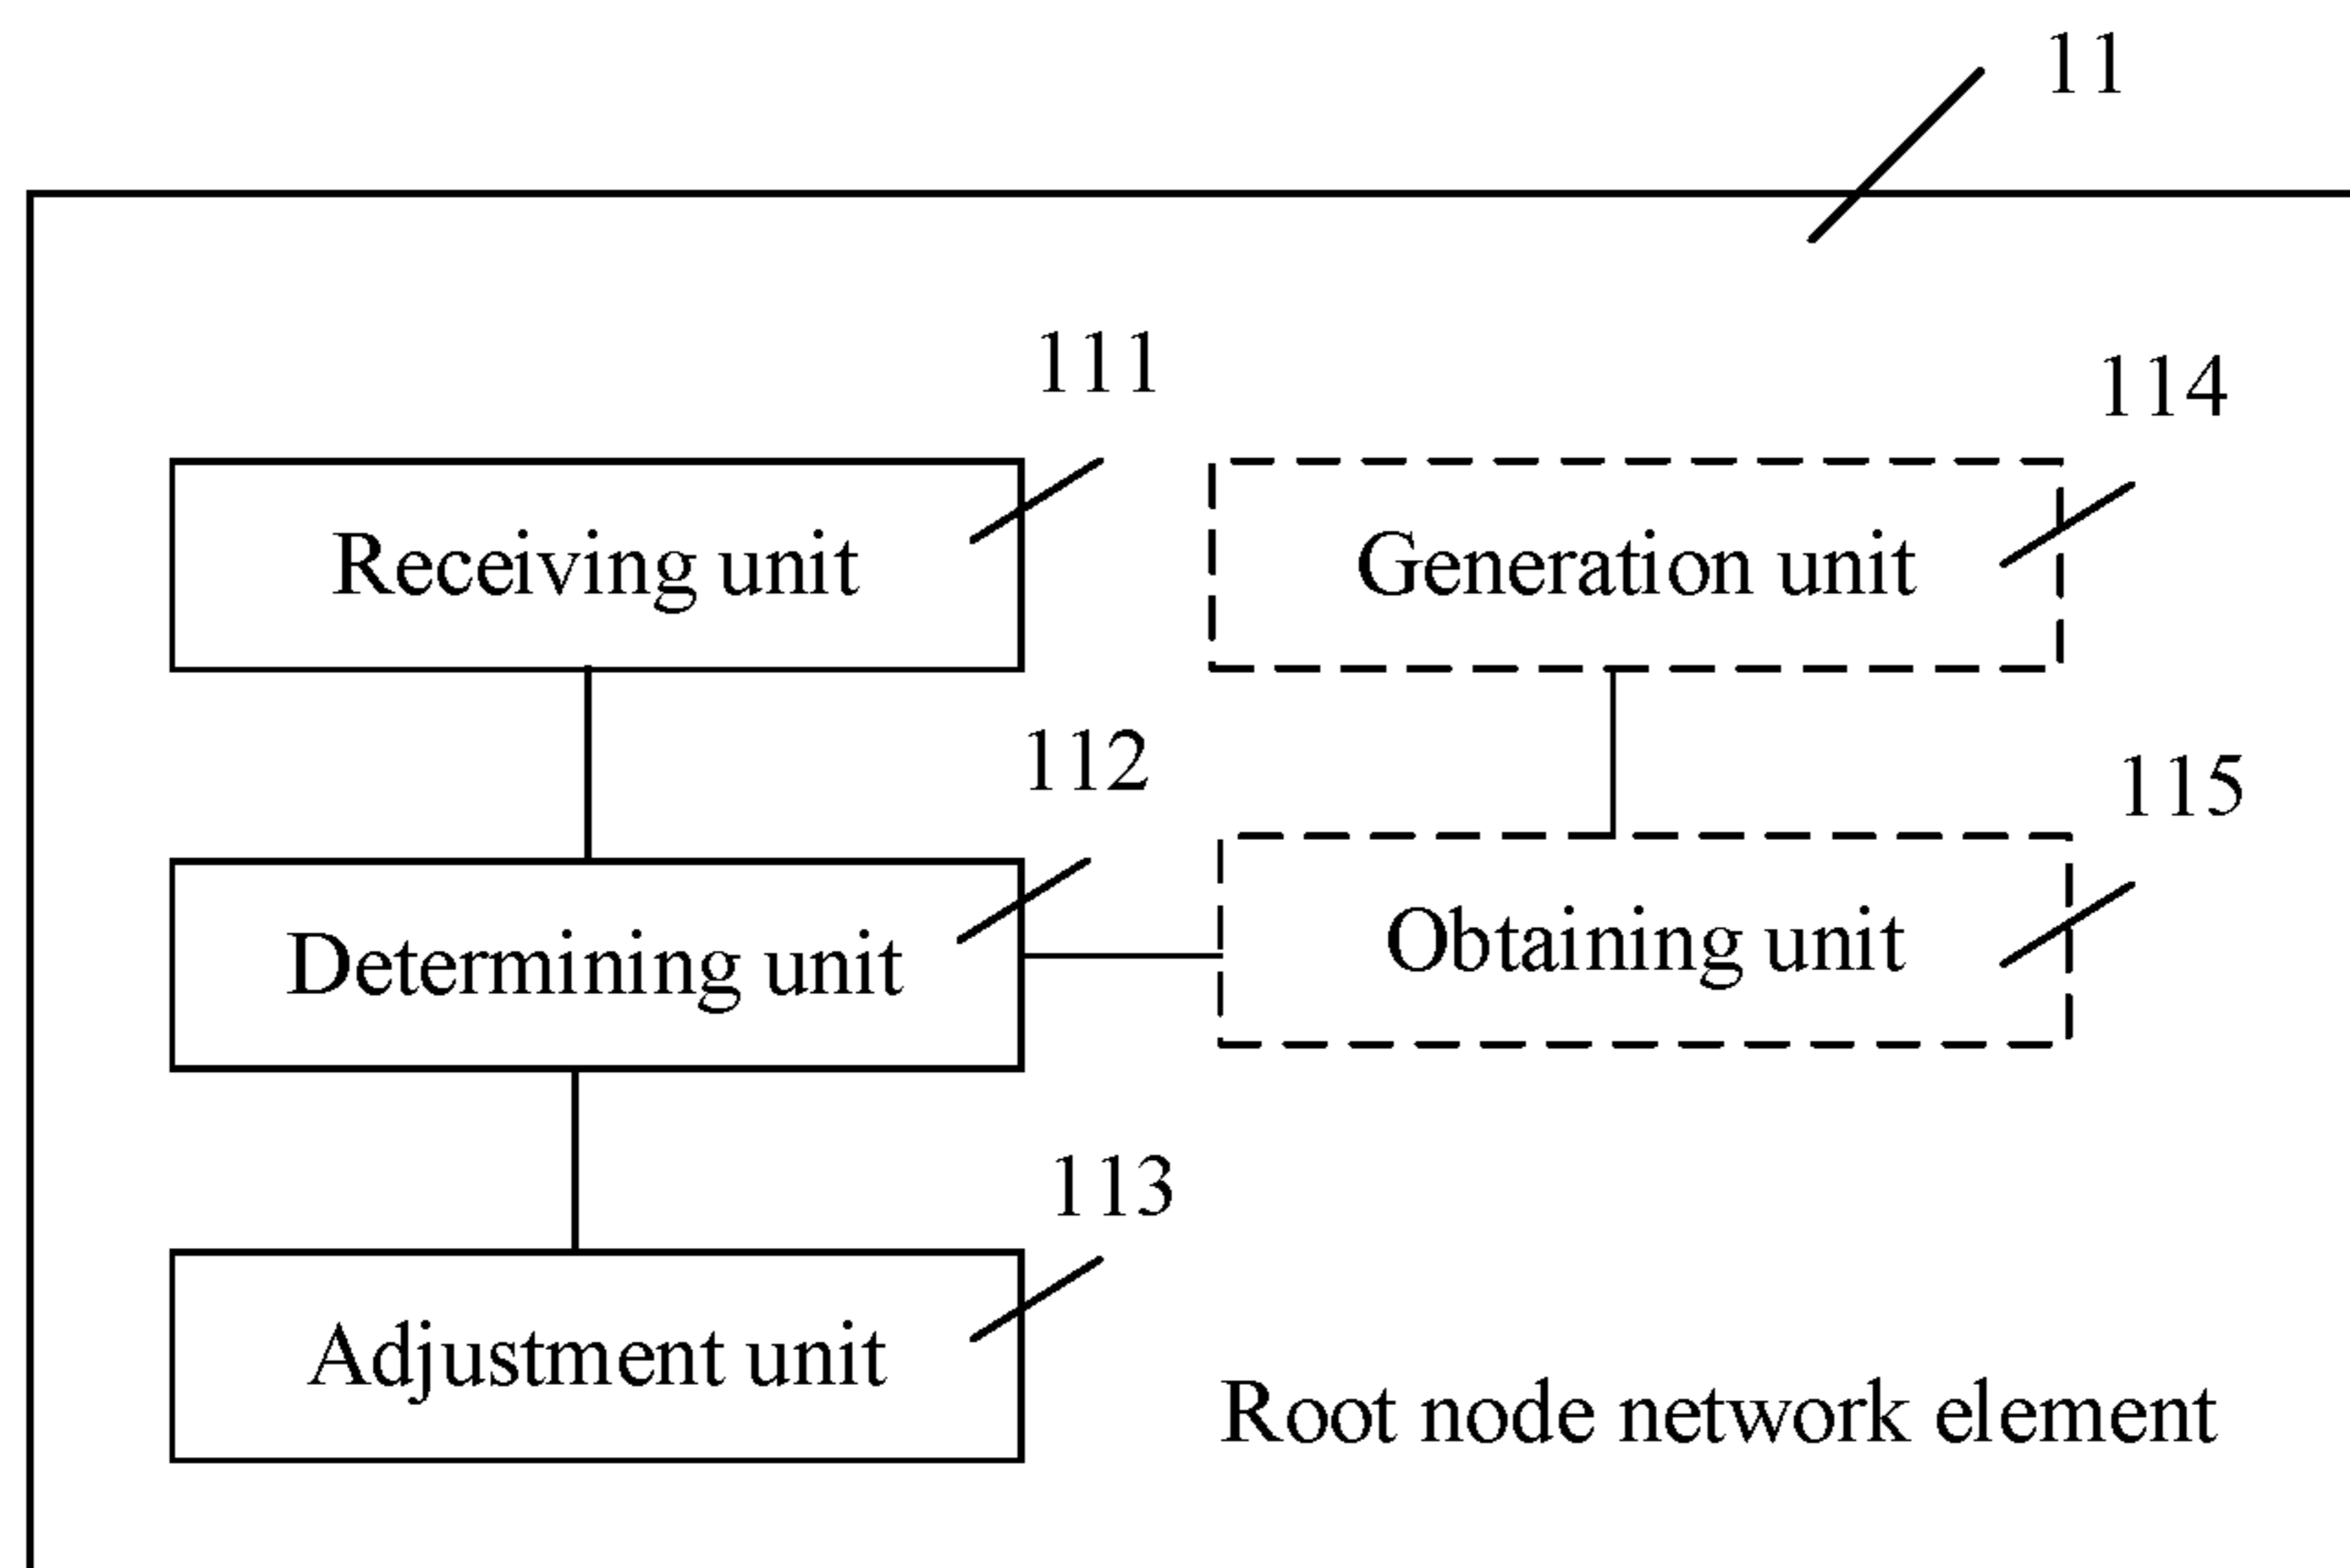 11
111
114
Receiving unit
Generation unit
112
115
Determining unit
Obtaining unit
113
Adjustment unit
Root node network element